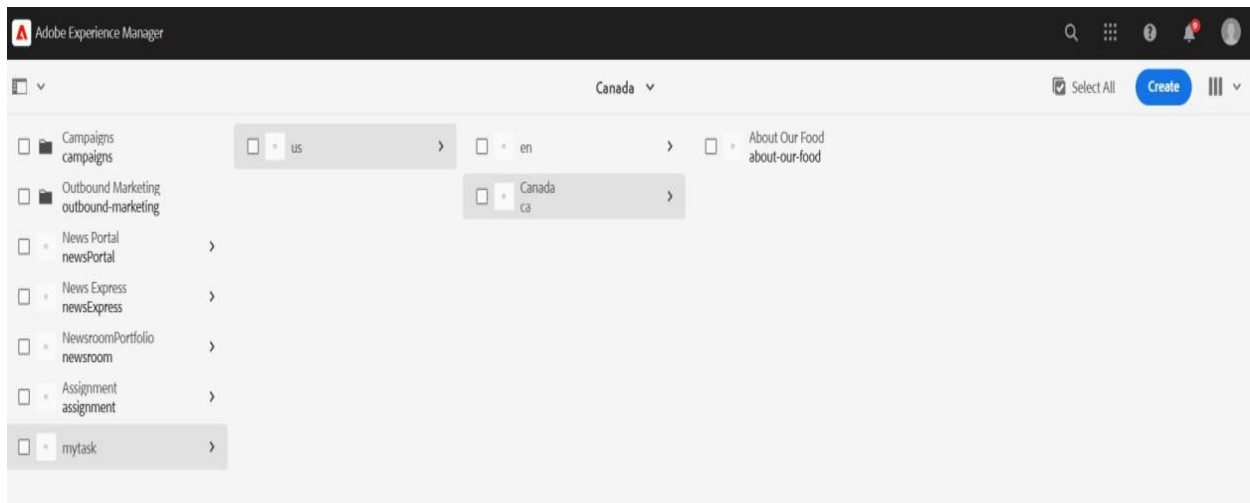 Adobe Experience Manager
9
Canada
Select All
Create
Campaigns
campaigns
Outbound Marketing
outbound-marketing
News Portal
newsPortal
News Express
newsExpress
NewsroomPortfolio
newsroom
Assignment
assignment
mytask
us
en
Canada
ca
About Our Food
about-our-food